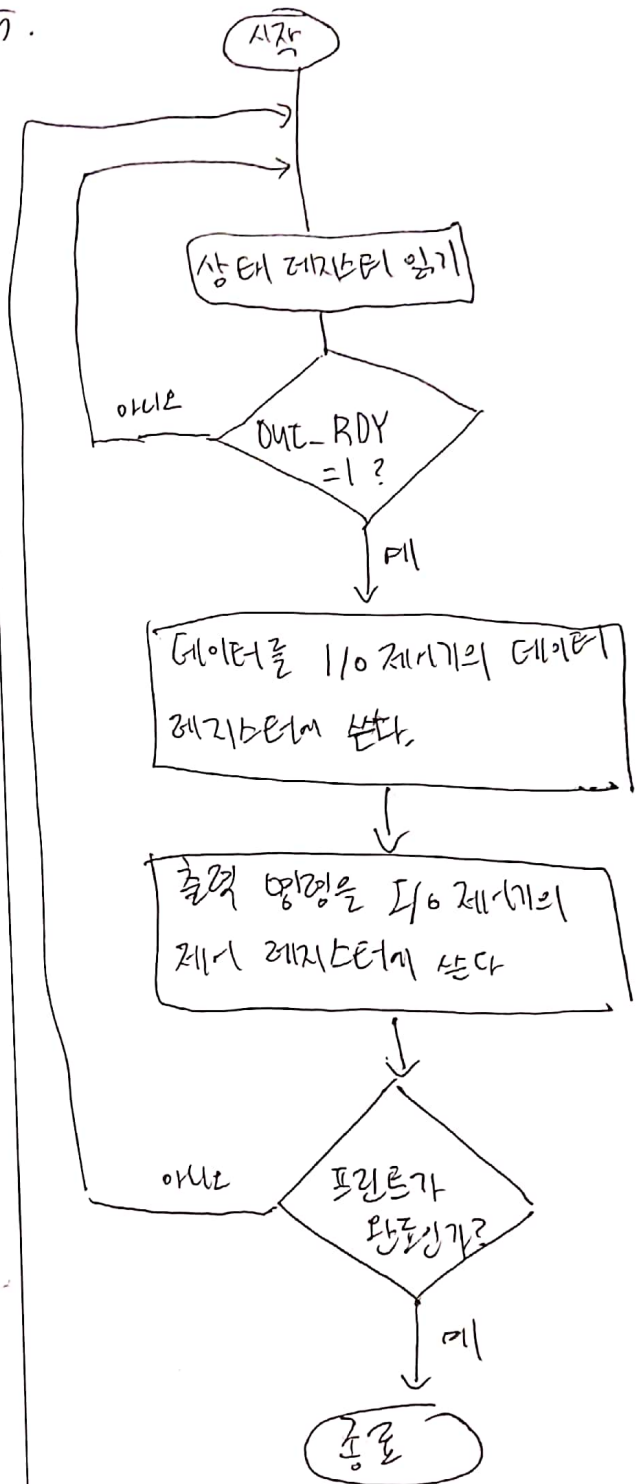 시작
상태 레지스터 읽기
아니오
Out_RDY
=1 ?
예
데이터를 I/O 제어기의 데이터
레지스터에 쓴다.
출력 명령을 I/O 제어기의
제어 레지스터에 쓴다
아니오
프린트가
완료인가?
예
종료